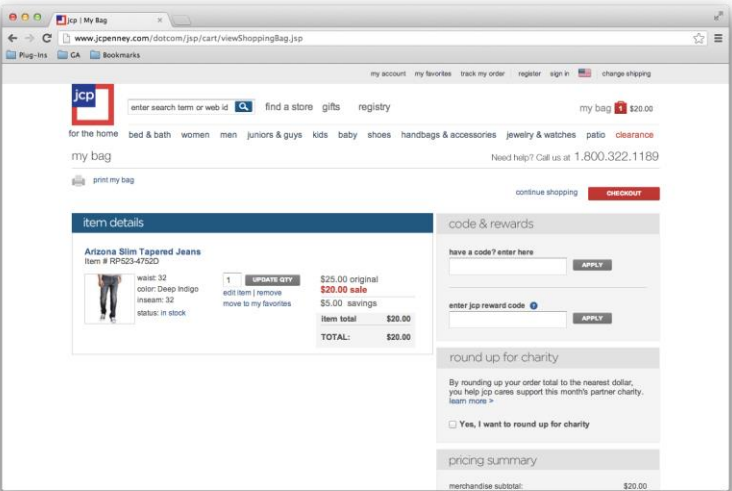 jcp | My Bag
www.jcpenney.com/dotcom/jsp/cart/viewShoppingBag.jsp
Plug-Ins GA Bookmarks
my account my favorites track my order register sign in change shipping
jcp
enter search term or web id find a store gifts registry my bag 1 $20.00
for the home bed & bath women men juniors & guys kids baby shoes handbags & accessories jewelry & watches patio clearance
my bag Need help? Call us at 1.800.322.1189
print my bag
continue shopping CHECKOUT
item details
Arizona Slim Tapered Jeans
Item # RP523-4752D
waist: 32
color: Deep Indigo
inseam: 32
status: in stock
1 UPDATE QTY
edit item | remove
move to my favorites
$25.00 original
$20.00 sale
$5.00 savings
item total $20.00
TOTAL: $20.00
code & rewards
have a code? enter here
APPLY
enter jcp reward code ?
APPLY
round up for charity
By rounding up your order total to the nearest dollar,
you help jcp cares support this month's partner charity.
learn more >
Yes, I want to round up for charity
pricing summary
merchandise subtotal: $20.00